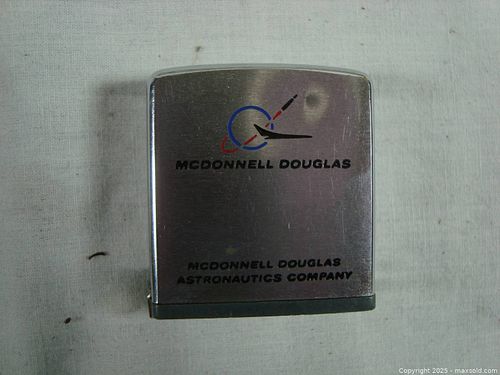 MCDONNELL DOUGLAS
MCDONNELL DOUGLAS
ASTRONAUTICS COMPANY
Copyright 2025 - maxsold.com